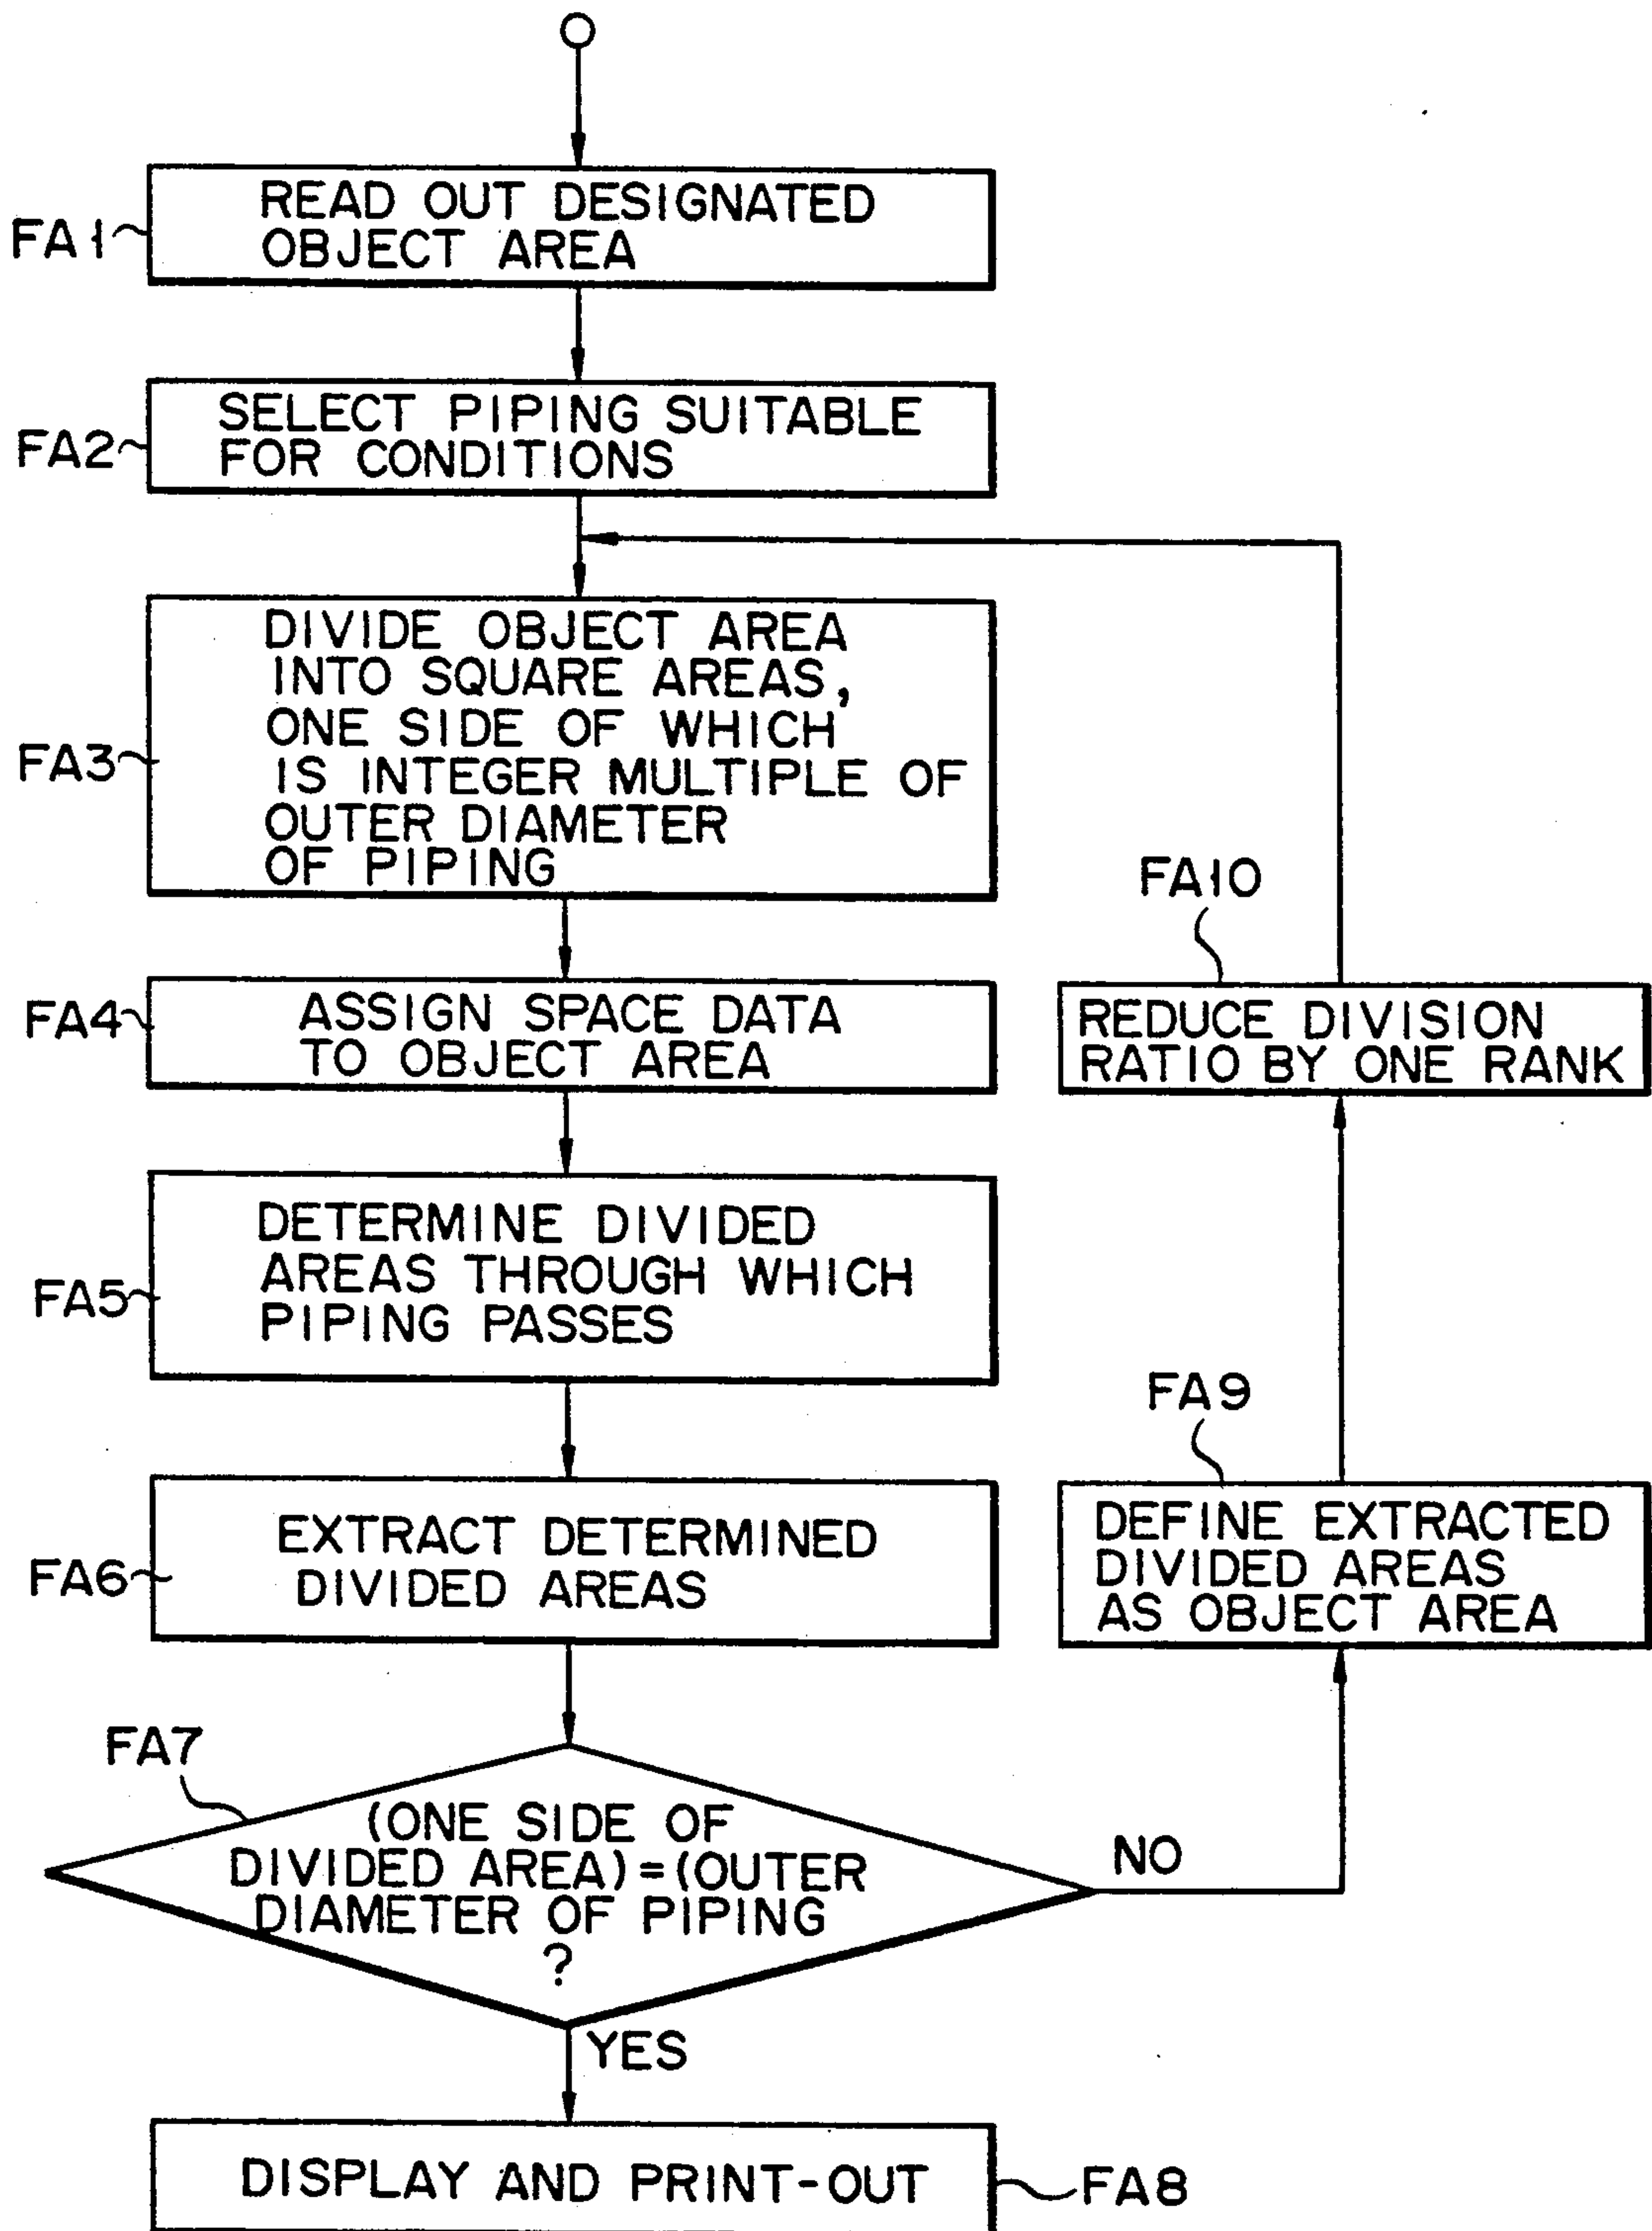 READ OUT DESIGNATED
OBJECT AREA
FA1
SELECT PIPING SUITABLE
FOR CONDITIONS
FA2
DIVIDE OBJECT AREA
INTO SQUARE AREAS,
ONE SIDE OF WHICH
IS INTEGER MULTIPLE OF
OUTER DIAMETER
OF PIPING
FA3
ASSIGN SPACE DATA
TO OBJECT AREA
FA4
DETERMINE DIVIDED
AREAS THROUGH WHICH
PIPING PASSES
FA5
EXTRACT DETERMINED
DIVIDED AREAS
FA6
FA7
(ONE SIDE OF
DIVIDED AREA)=(OUTER
DIAMETER OF PIPING
?
NO
YES
DISPLAY AND PRINT-OUT
FA8
FA9
DEFINE EXTRACTED
DIVIDED AREAS
AS OBJECT AREA
FA10
REDUCE DIVISION
RATIO BY ONE RANK